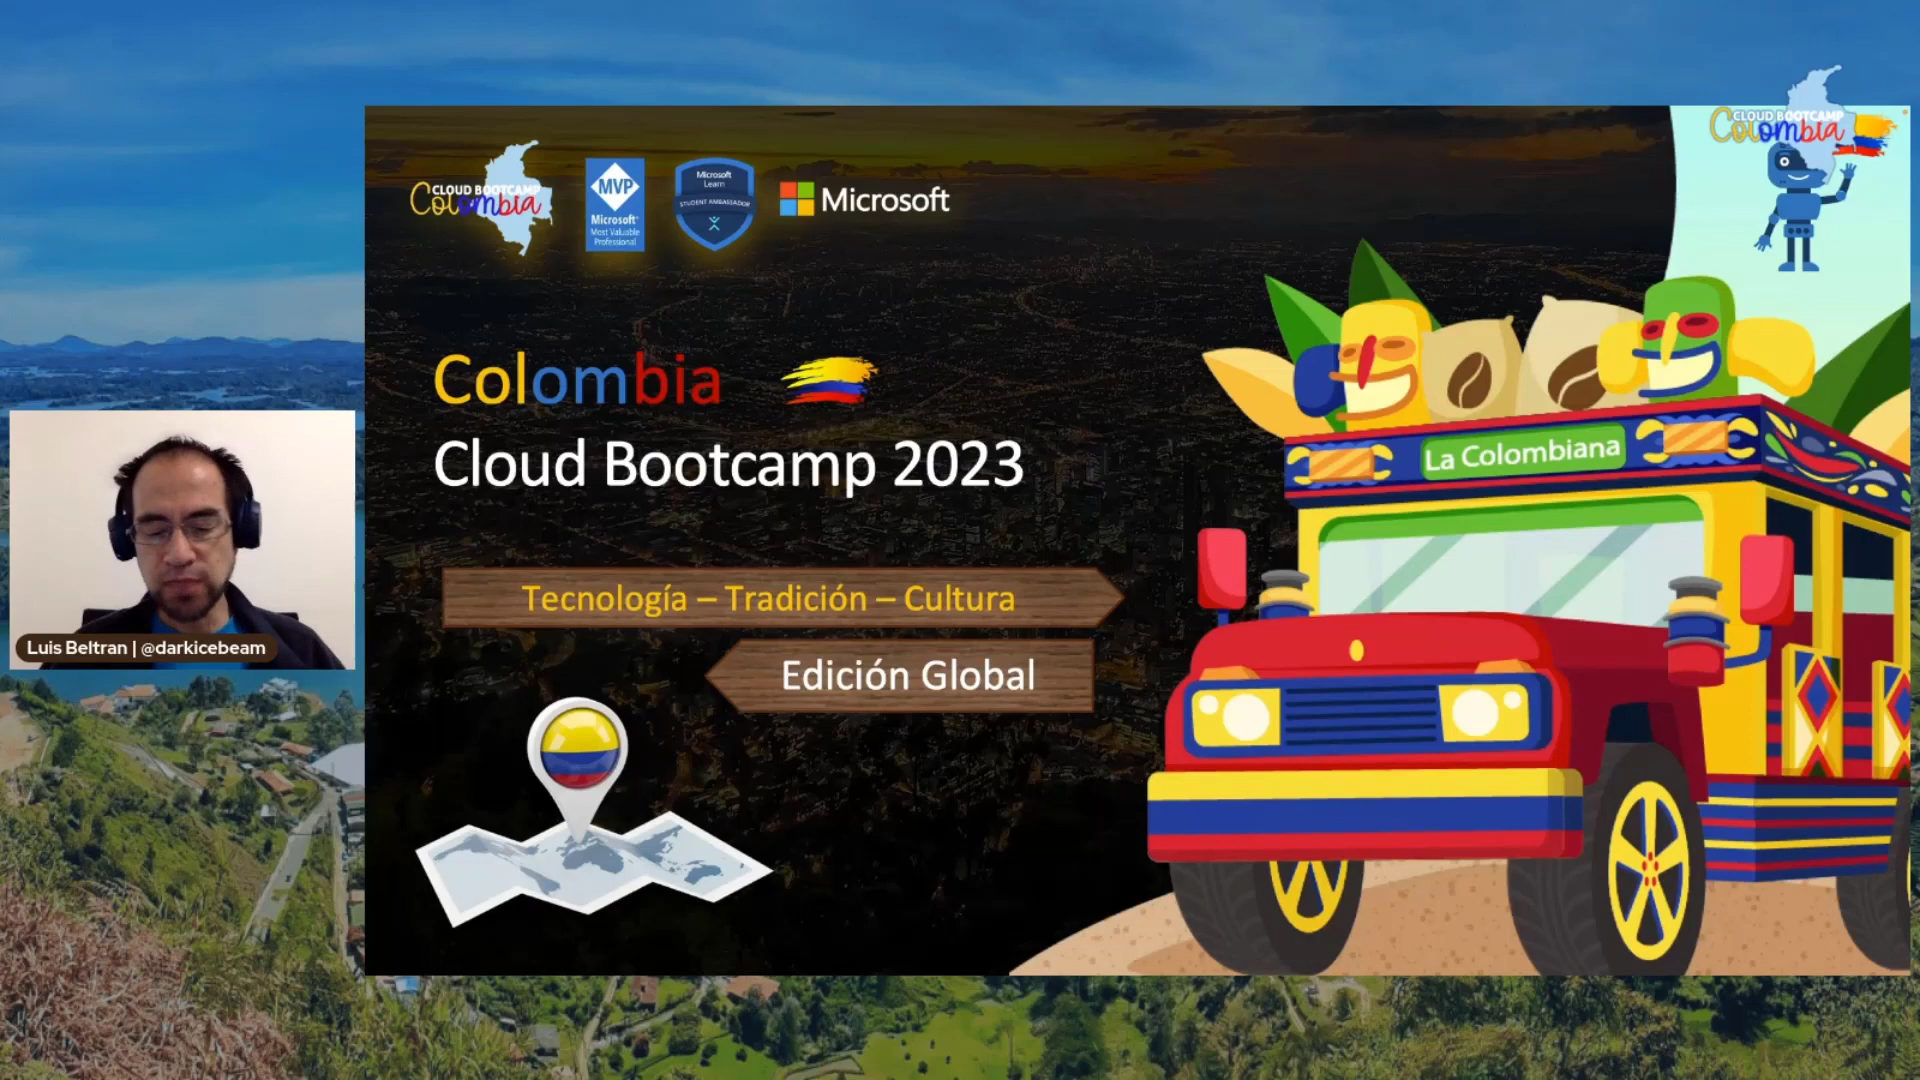 CLOUD BOOTCAMP
Colombia
MVP
Microsoft
Most Valuable
Professional
Microsoft
Learn
STUDENT AMBASSADOR
Microsoft
CLOUD BOOTCAMP
Colombia
Colombia
Cloud Bootcamp 2023
La Colombiana
Tecnología – Tradición – Cultura
Edición Global
Luis Beltran | @darkicebeam